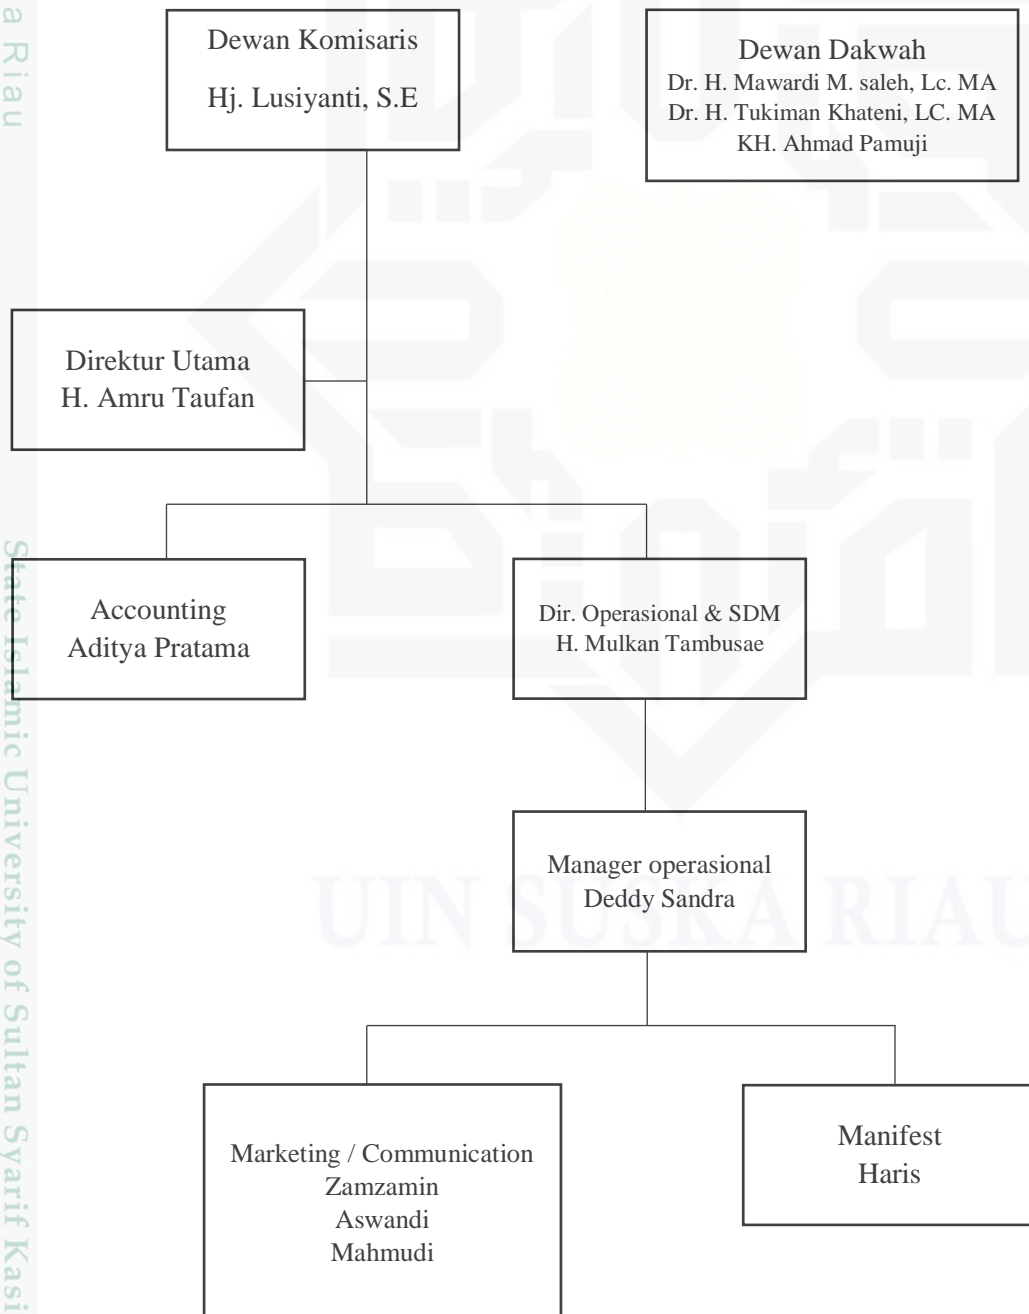 Dewan Komisaris
Hj. Lusiyanti, S.E
Dewan Dakwah
Dr. H. Mawardi M. saleh, Lc. MA
Dr. H. Tukiman Khateni, LC. MA
KH. Ahmad Pamuji
Direktur Utama
H. Amru Taufan
Accounting
Aditya Pratama
Dir. Operasional & SDM
H. Mulkan Tambusae
Manager operasional
Deddy Sandra
Marketing / Communication
Zamzamin
Aswandi
Mahmudi
Manifest
Haris
UIN SUSKA RIAU
a Riau
State Islamic University of Sultan Syarif Kasi